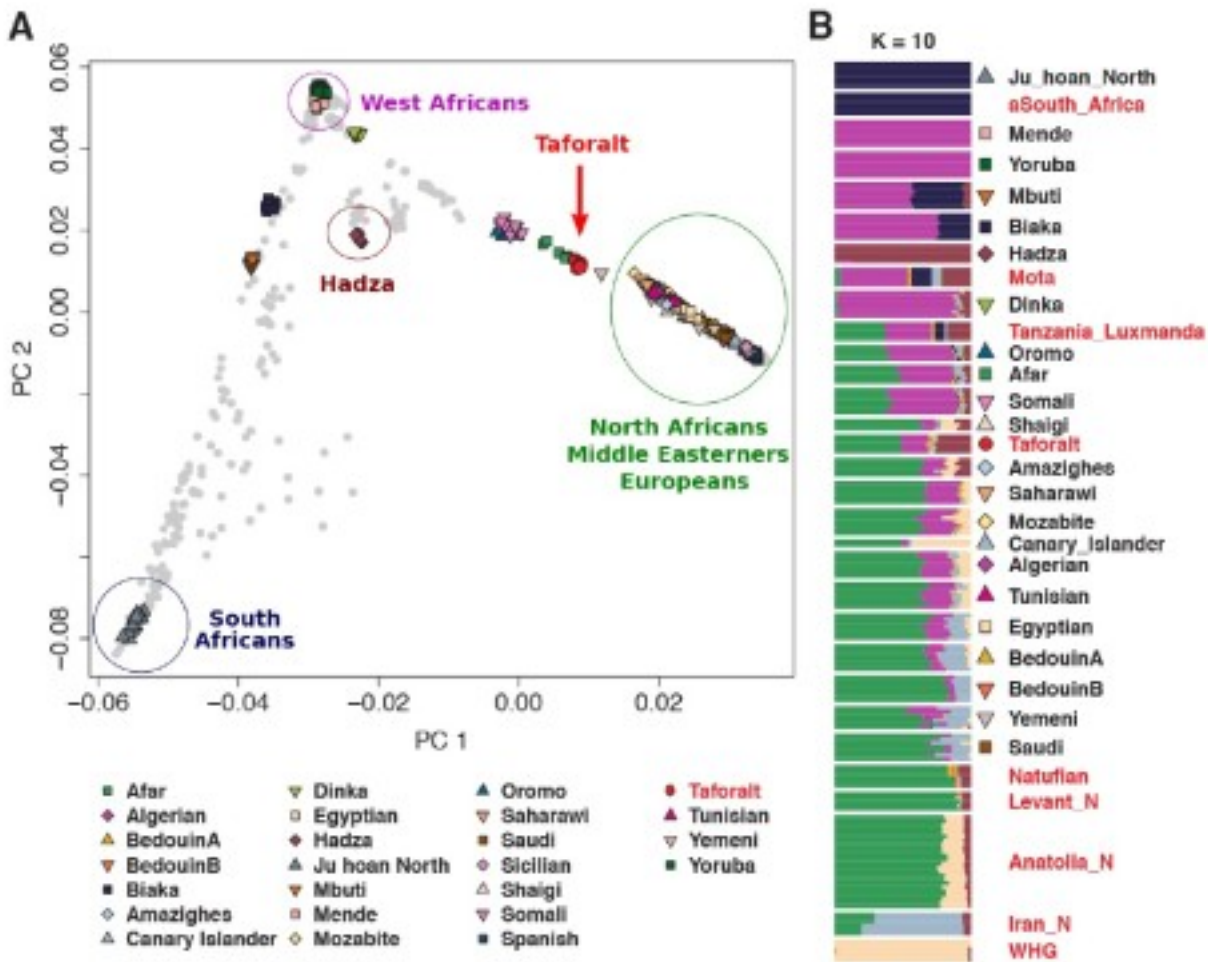 A
B
K = 10
0.06
0.04
0.02
0.00
−0.04
−0.08
PC 2
West Africans
Taforalt
Hadza
North Africans
Middle Easterners
Europeans
South
Africans
−0.06
−0.04
−0.02
0.00
0.02
PC 1
Afar
Algerian
BedouinA
BedouinB
Biaka
Amazighes
Canary Islander
Dinka
Egyptian
Hadza
Ju hoan North
Mbuti
Mende
Mozabite
Oromo
Saharawi
Saudi
Sicilian
Shaigi
Somali
Spanish
Taforalt
Tunisian
Yemeni
Yoruba
Ju_hoan_North
aSouth_Africa
Mende
Yoruba
Mbuti
Biaka
Hadza
Mota
Dinka
Tanzania_Luxmanda
Oromo
Afar
Somali
Shaigi
Taforalt
Amazighes
Saharawi
Mozabite
Canary_Islander
Algerian
Tunisian
Egyptian
BedouinA
BedouinB
Yemeni
Saudi
Natufian
Levant_N
Anatolia_N
Iran_N
WHG